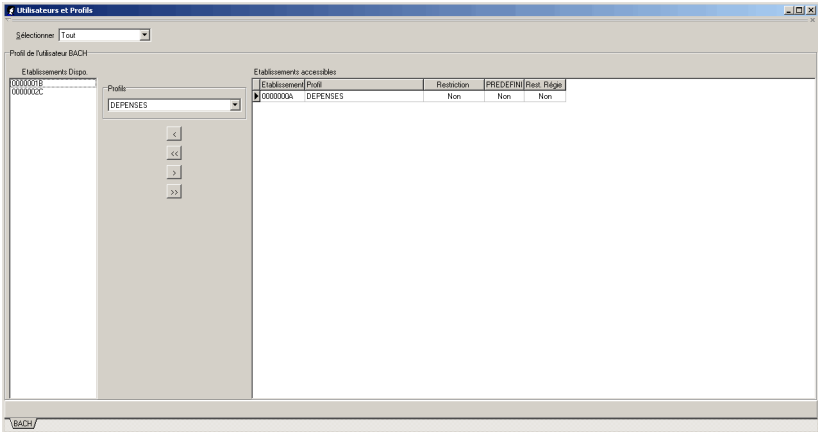 Utilisateurs et Profils
Sélectionner Tout
Profil de l'utilisateur BACH
Etablissements Dispo.
0000001B
0000002C
Profils
DEPENSES
<
<<
>
>>
Etablissements accessibles
Etablissement Profil Restriction PREDEFINI Rest. Régie
0000000A DEPENSES Non Non Non
BACH